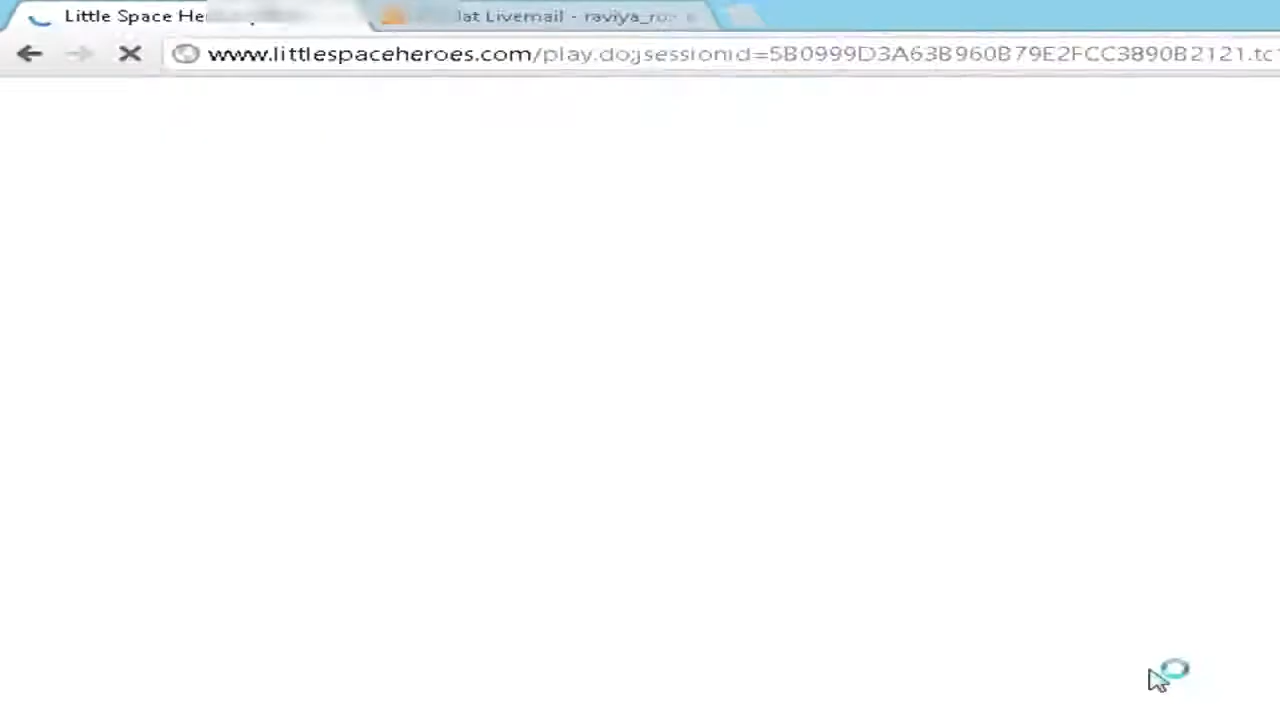 Little Space He
lat Livemail - raviya_ro
www.littlespaceheroes.com/play.do;jsessionid=5B0999D3A63B960B79E2FCC3890B2121.tc